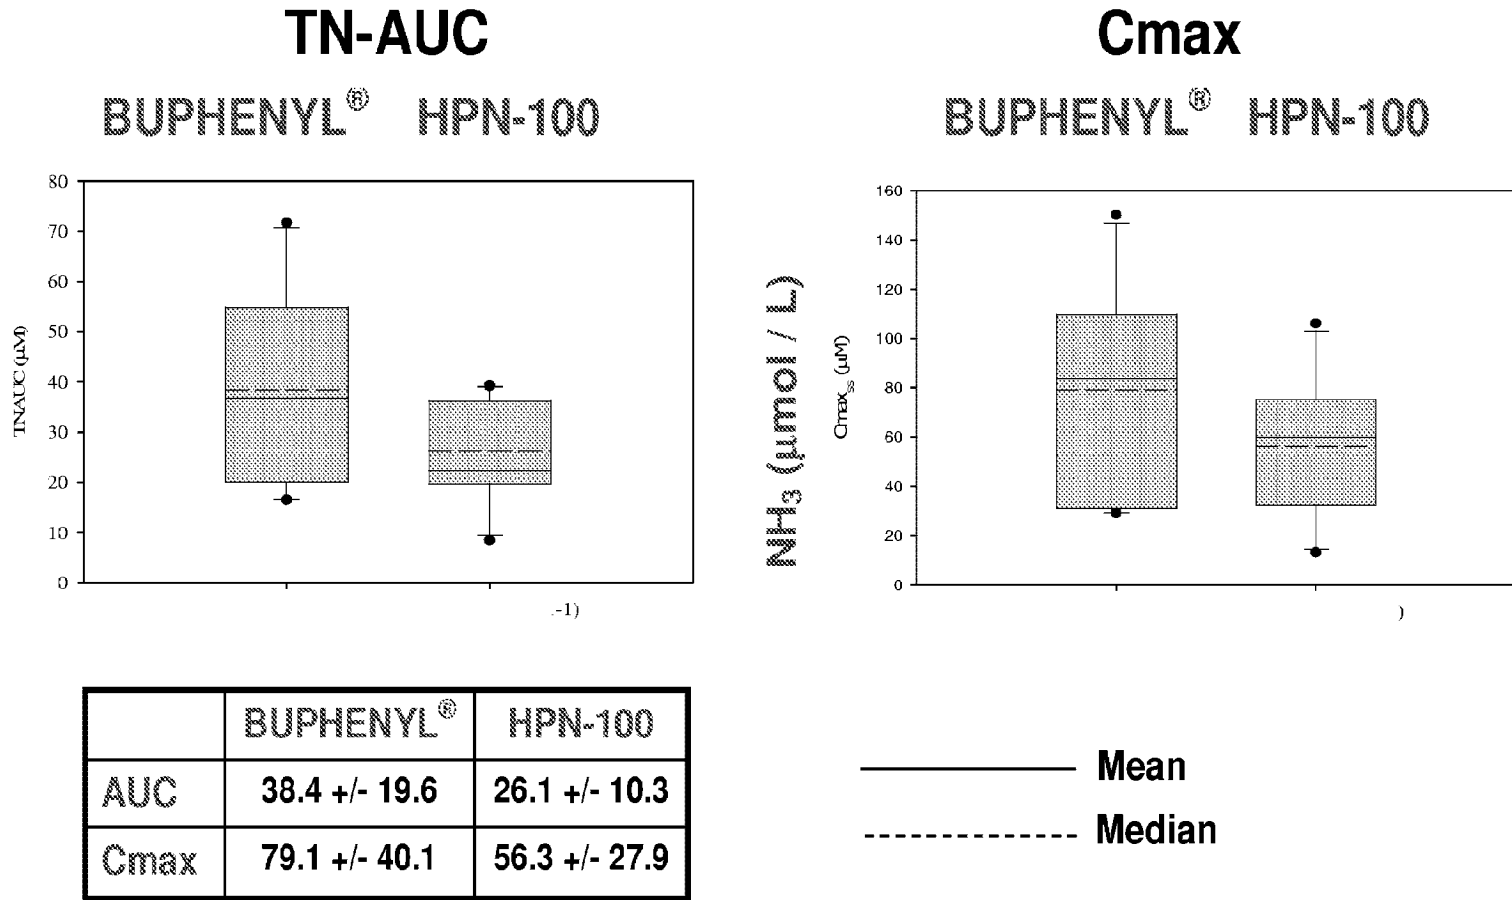 TN-AUC
BUPHENYL® HPN-100
80
70
60
50
40
30
20
10
0
TNAUC (µM)
.-1)
Cmax
BUPHENYL® HPN-100
NH₃ (µmol / L)
Cmax_ss (µM)
160
140
120
100
80
60
40
20
0
)
BUPHENYL® HPN-100
AUC 38.4 +/- 19.6 26.1 +/- 10.3
Cmax 79.1 +/- 40.1 56.3 +/- 27.9
Mean
Median